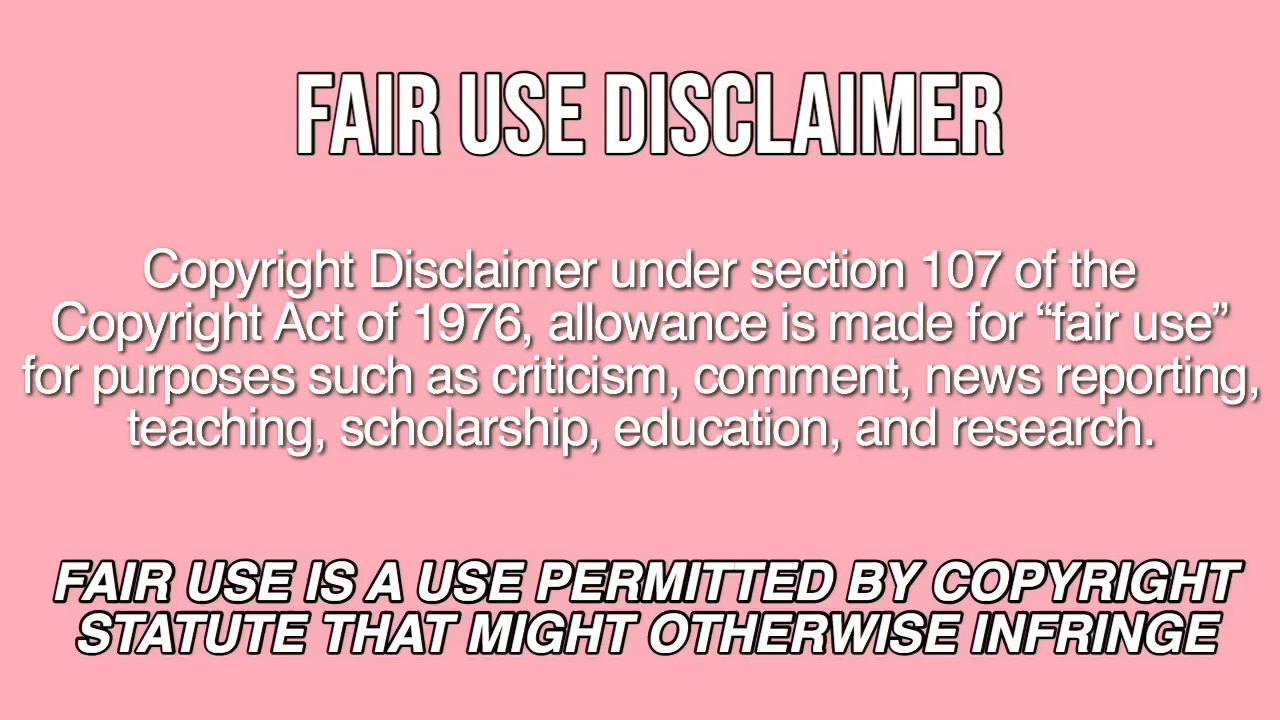 FAIR USE DISCLAIMER
Copyright Disclaimer under section 107 of the
Copyright Act of 1976, allowance is made for “fair use”
for purposes such as criticism, comment, news reporting,
teaching, scholarship, education, and research.
FAIR USE IS A USE PERMITTED BY COPYRIGHT
STATUTE THAT MIGHT OTHERWISE INFRINGE